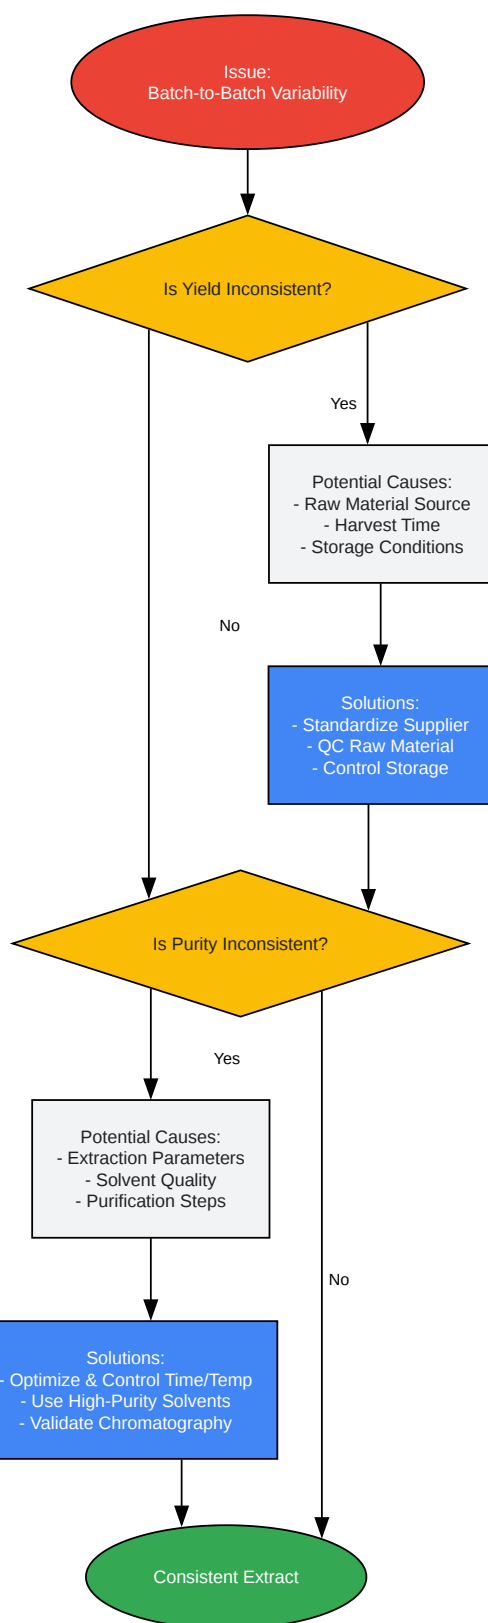 Issue:
Batch-to-Batch Variability
Is Yield Inconsistent?
Yes
Potential Causes:
- Raw Material Source
- Harvest Time
- Storage Conditions
No
Solutions:
- Standardize Supplier
- QC Raw Material
- Control Storage
Is Purity Inconsistent?
Yes
Potential Causes:
- Extraction Parameters
- Solvent Quality
- Purification Steps
No
Solutions:
- Optimize & Control Time/Temp
- Use High-Purity Solvents
- Validate Chromatography
Consistent Extract